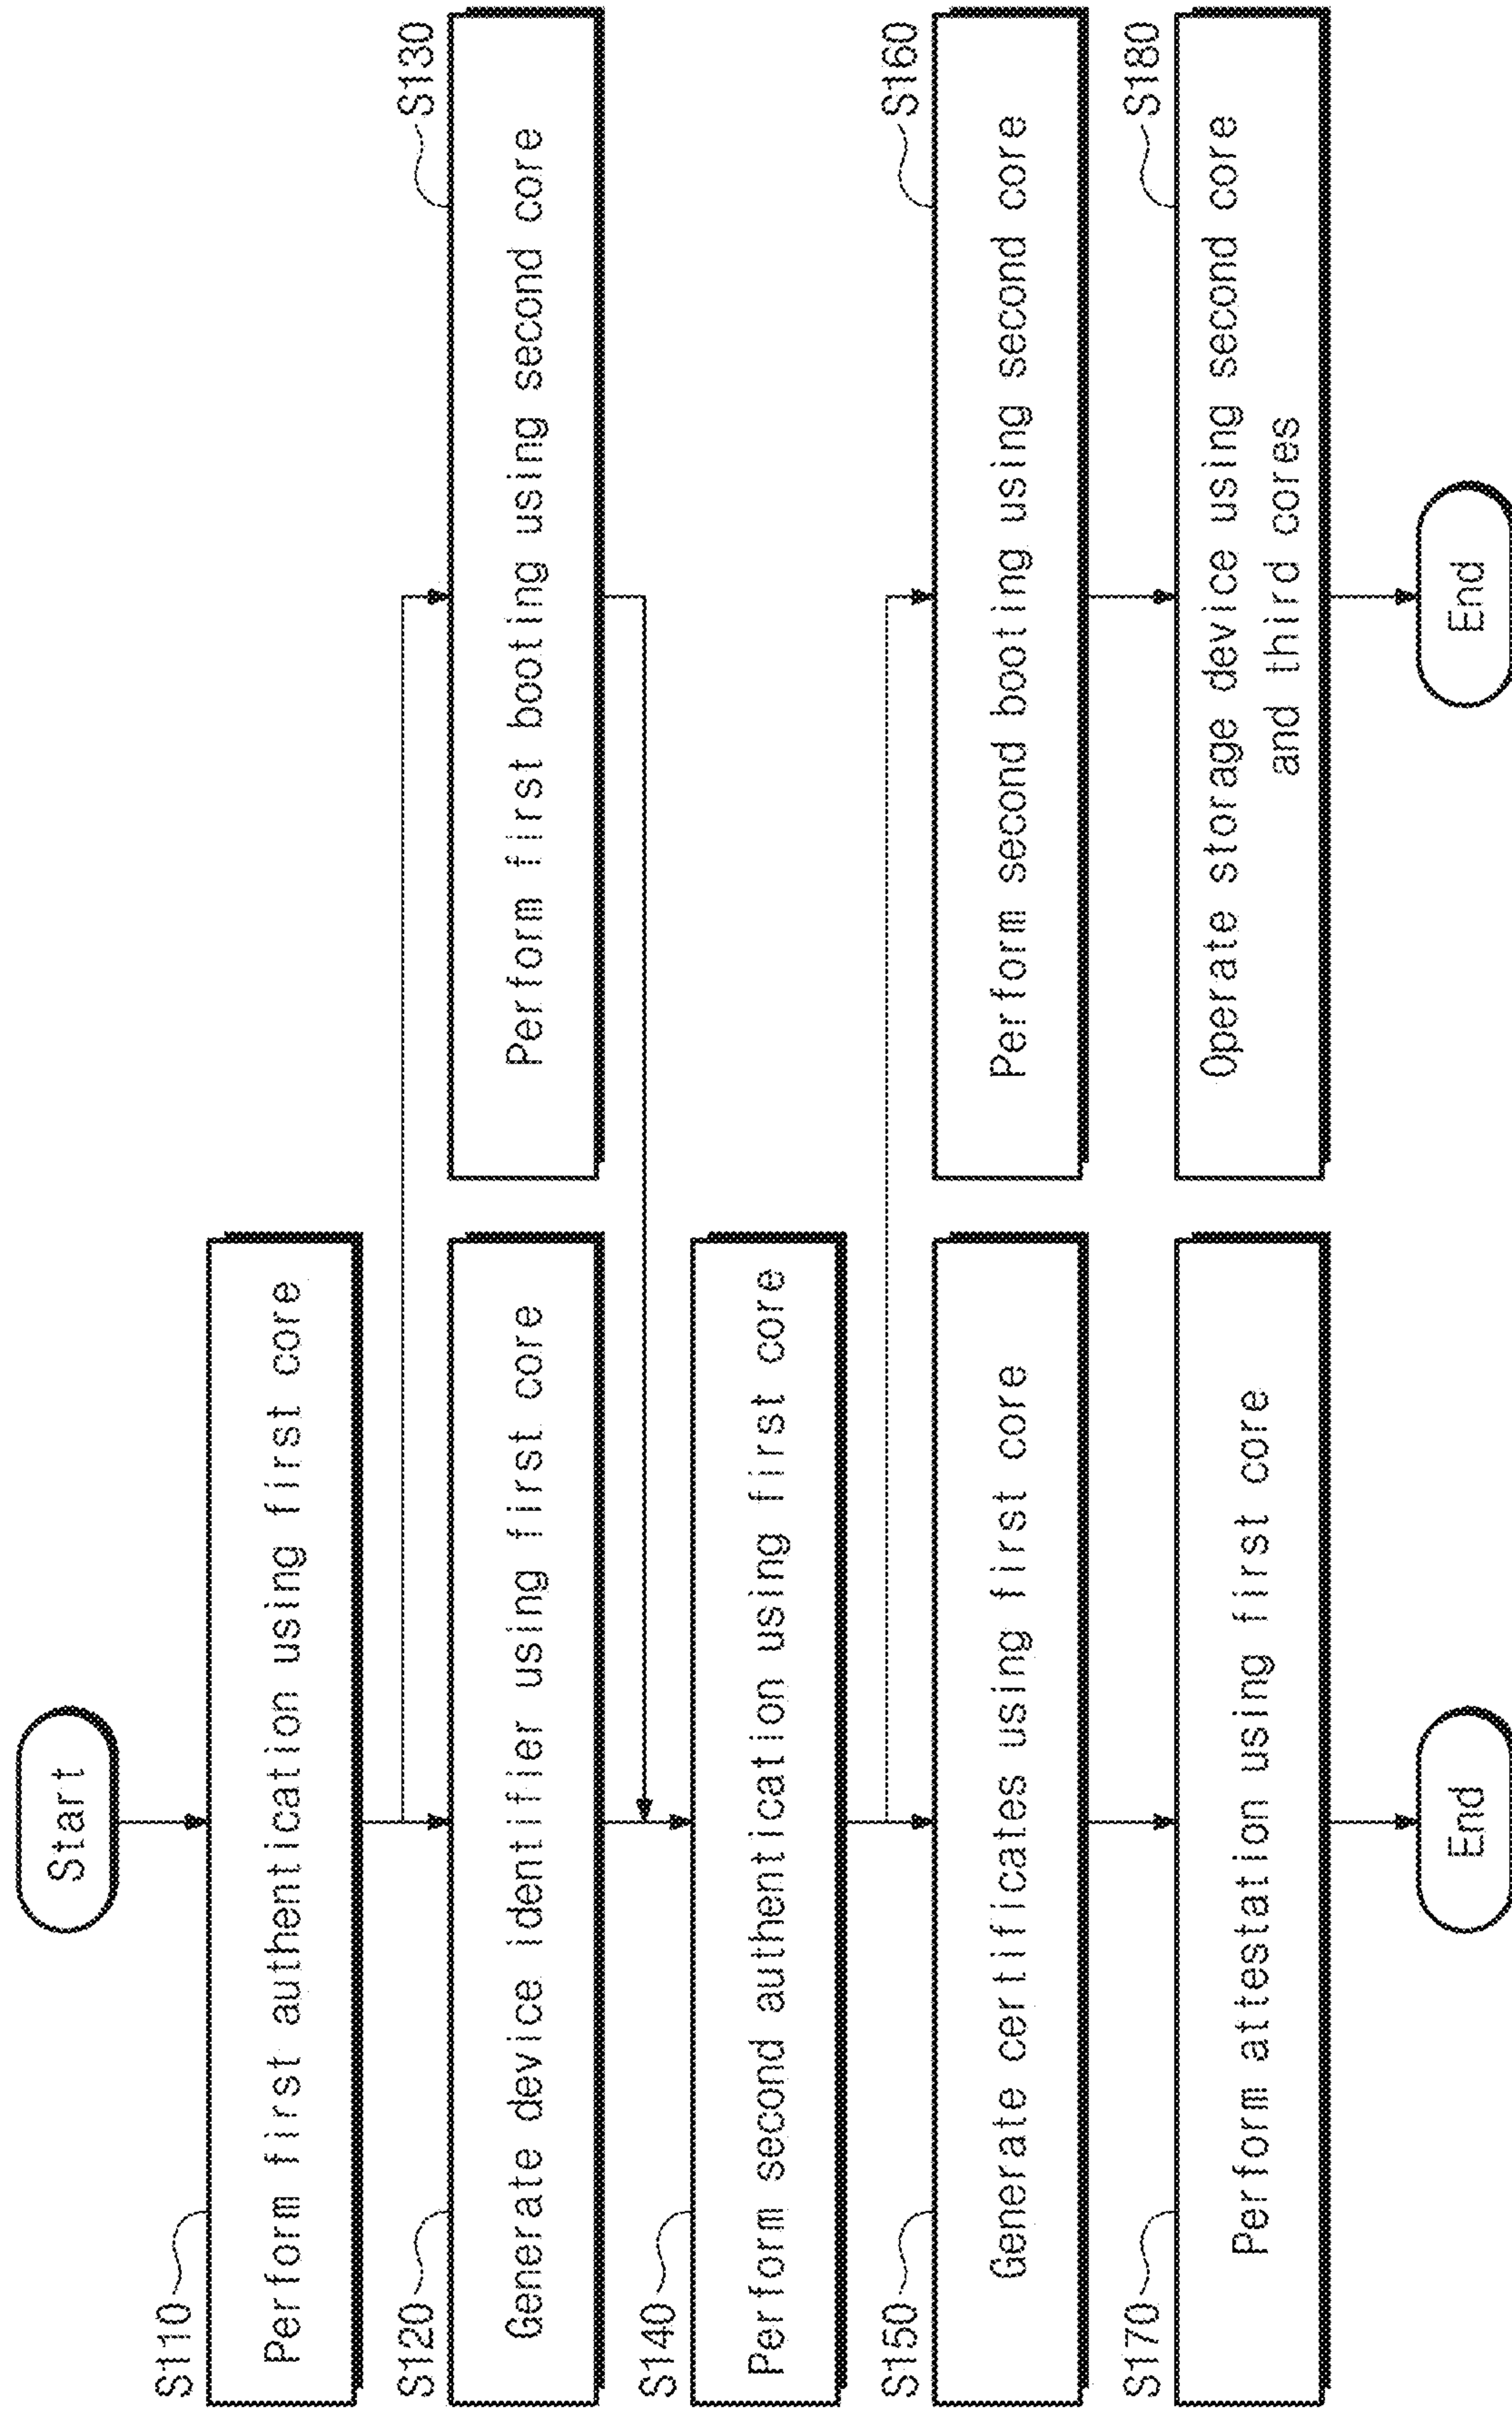 Start
S110
Perform first authentication using first core
S120
Generate device identifier using first core
S130
Perform first booting using second core
S140
Perform second authentication using first core
S150
Generate certificates using first core
S160
Perform second booting using second core
S170
Perform attestation using first core
S180
Operate storage device using second core
and third cores
End
End